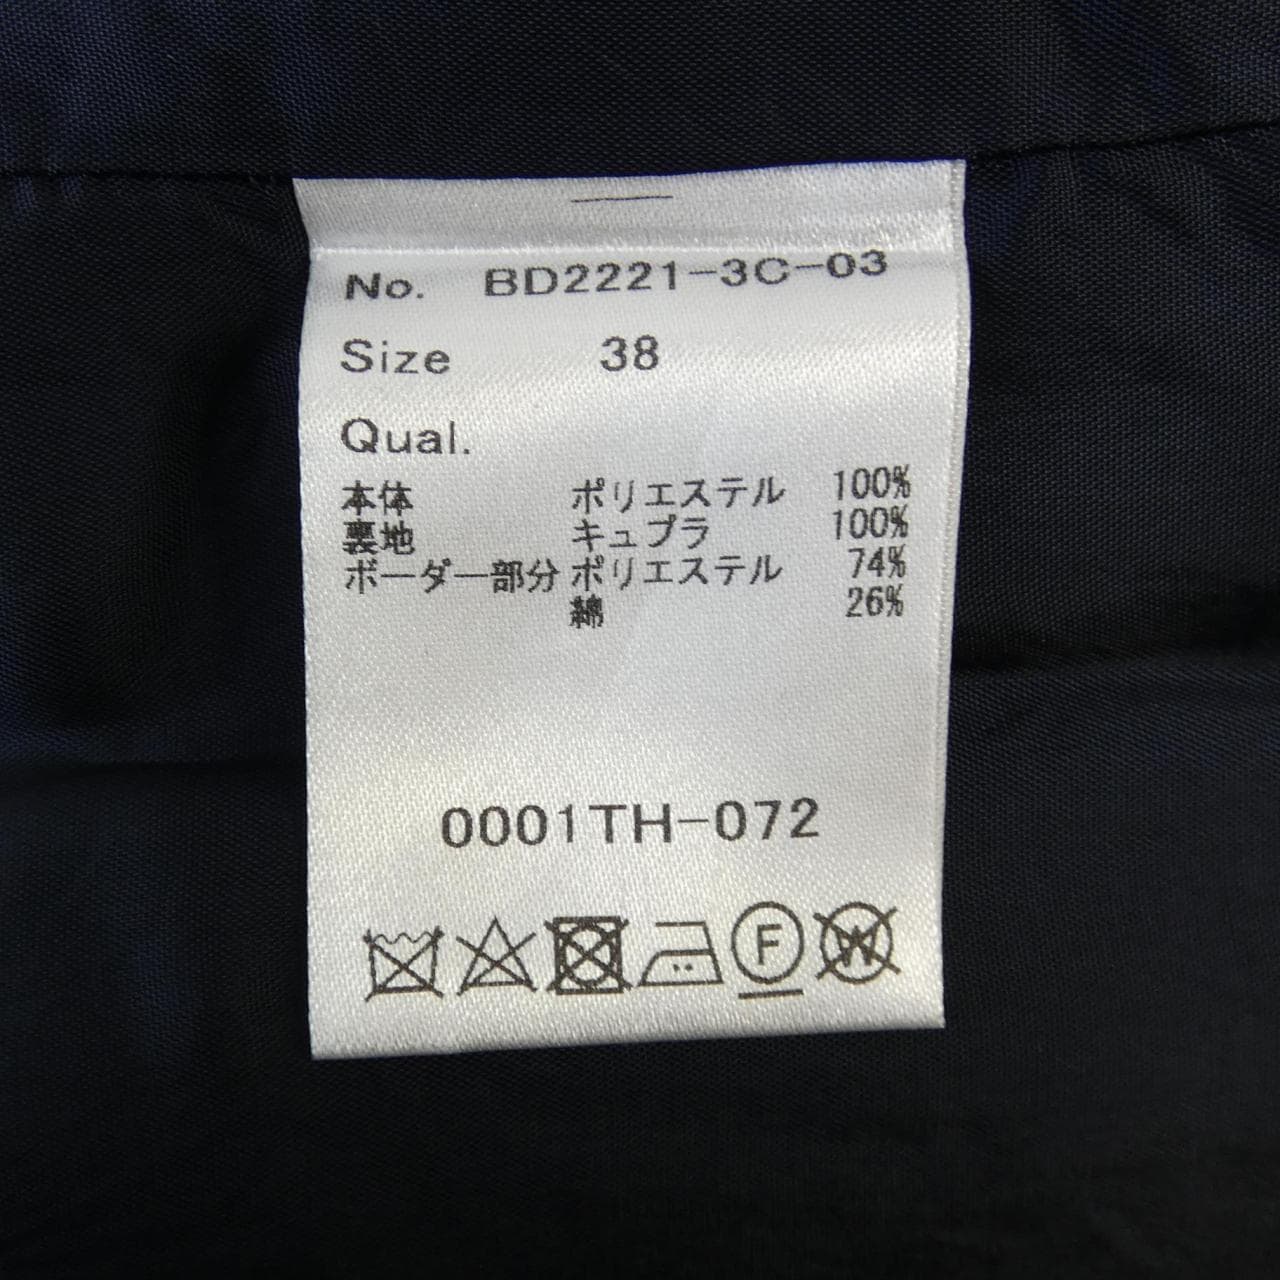 No. BD2221-3C-03
Size 38
Qual.
本体 ポリエステル 100%
裏地 キュプラ 100%
ボーダー部分 ポリエステル 74%
綿 26%
0001TH-072
F W